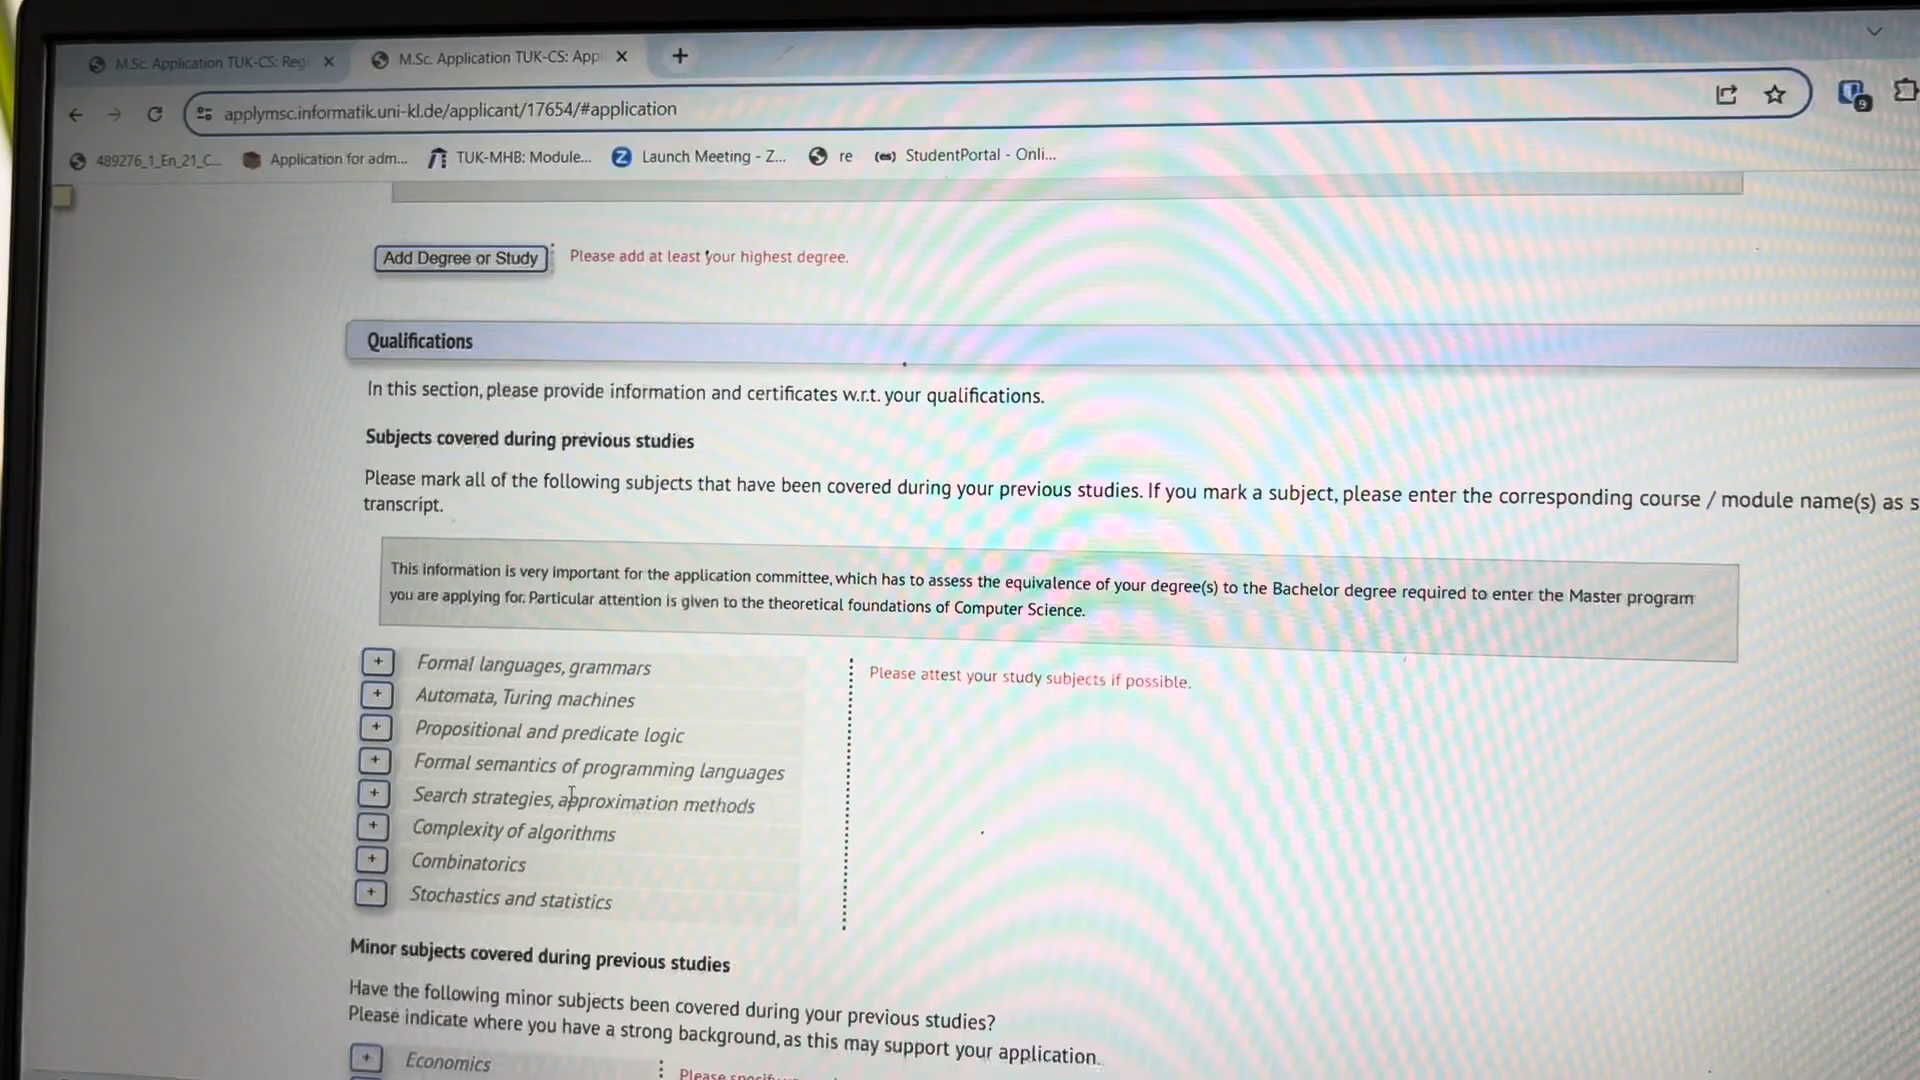 M.Sc. Application TUK-CS: Reg
M.Sc. Application TUK-CS: App
applymsc.informatik.uni-kl.de/applicant/17654/#application
9
489276_1_En_21_C...
Application for adm...
TUK-MHB: Module...
Launch Meeting - Z...
re
StudentPortal - Onli...
Add Degree or Study
Please add at least your highest degree.
Qualifications
In this section, please provide information and certificates w.r.t. your qualifications.
Subjects covered during previous studies
Please mark all of the following subjects that have been covered during your previous studies. If you mark a subject, please enter the corresponding course / module name(s) as s
transcript.
This information is very important for the application committee, which has to assess the equivalence of your degree(s) to the Bachelor degree required to enter the Master program
you are applying for. Particular attention is given to the theoretical foundations of Computer Science.
+ Formal languages, grammars
Please attest your study subjects if possible.
+ Automata, Turing machines
+ Propositional and predicate logic
+ Formal semantics of programming languages
+ Search strategies, approximation methods
+ Complexity of algorithms
+ Combinatorics
+ Stochastics and statistics
Minor subjects covered during previous studies
Have the following minor subjects been covered during your previous studies?
Please indicate where you have a strong background, as this may support your application.
+ Economics
Please